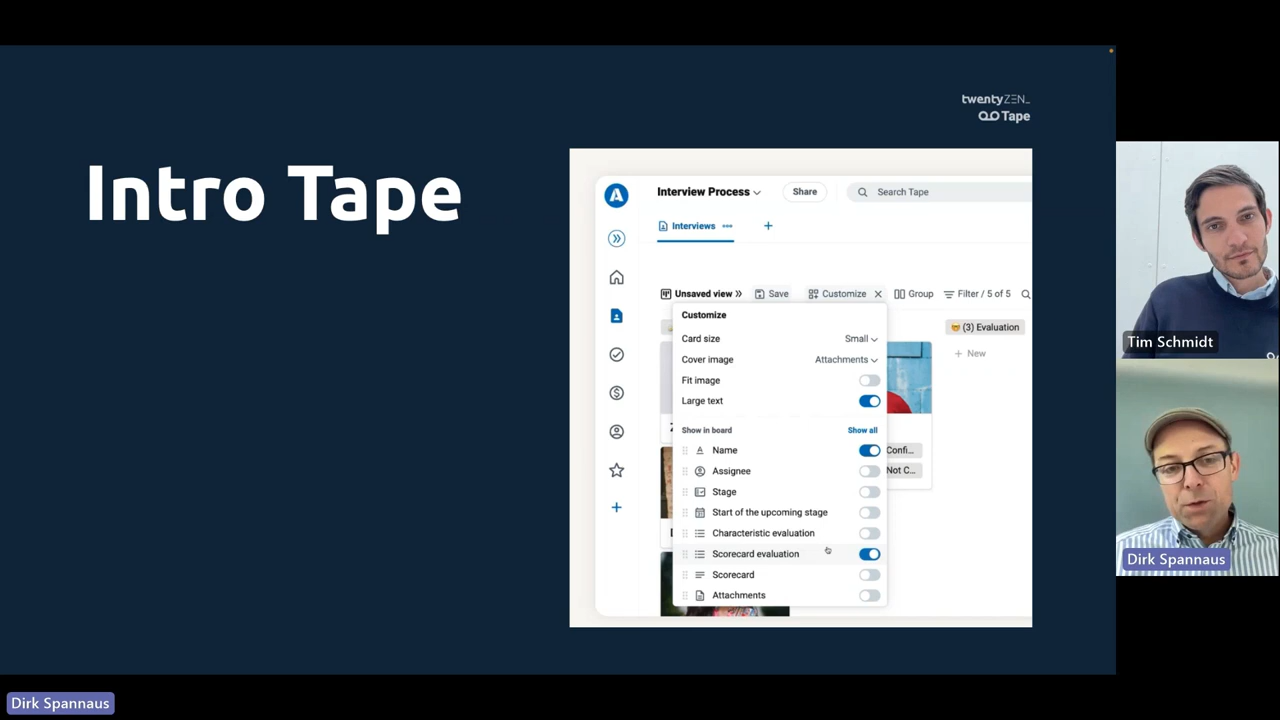 twentyZEN_
Tape
Intro Tape
A
Interview Process
Share
Search Tape
Interviews
Unsaved view
Save
Customize
Group
Filter / 5 of 5
Customize
Card size
Small
Cover image
Attachments
Fit image
Large text
Show in board
Show all
Name
Assignee
Stage
Start of the upcoming stage
Characteristic evaluation
Scorecard evaluation
Scorecard
Attachments
(3) Evaluation
+ New
Confi...
Not C...
Tim Schmidt
Dirk Spannaus
Dirk Spannaus